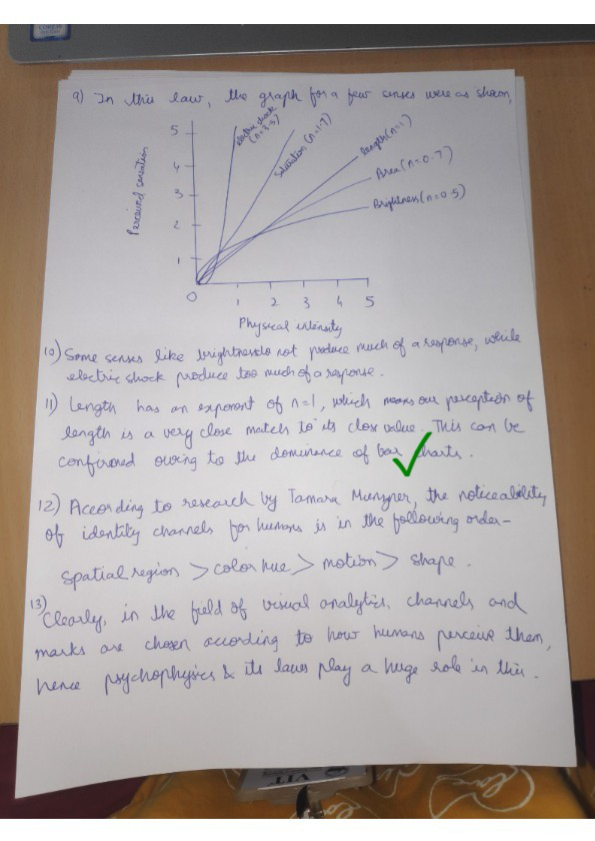 9) In this law, the graph for a few senses were as shown,
5
4
3
2
1
0
1 2 3 4 5
Perceived sensation
Physical intensity
electric shock (n=3.5)
Saturation (n=1.7)
Length (n=1)
Area (n=0.7)
Brightness (n=0.5)
10) Some senses like brightness do not produce much of a response, while
electric shock produce too much of a response.
11) Length has an exponent of n=1, which means our perception of
length is a very close match to its close value. This can be
confirmed owing to the dominance of bar charts.
12) According to research by Tamara Munzner, the noticeability
of identity channels for humans is in the following order-
spatial region > color hue > motion > shape.
13) Clearly, in the field of visual analytics, channels and
marks are chosen according to how humans perceive them,
hence psychophysics & its laws play a huge role in this.
VIT